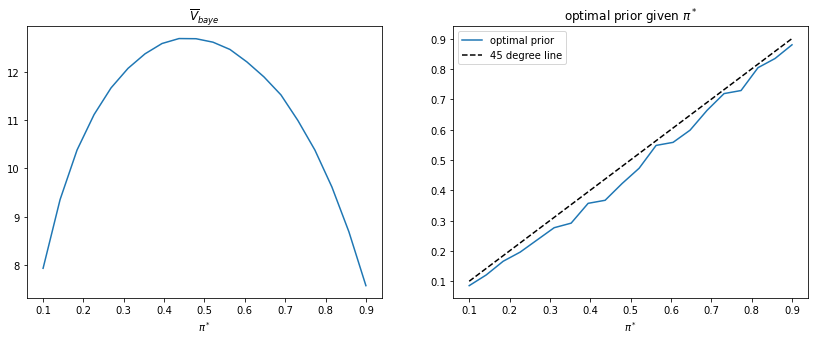 $\overline{V}_{baye}$
12
11
10
9
8
0.1 0.2 0.3 0.4 0.5 0.6 0.7 0.8 0.9
π*
optimal prior given π*
optimal prior
45 degree line
0.9
0.8
0.7
0.6
0.5
0.4
0.3
0.2
0.1
0.1 0.2 0.3 0.4 0.5 0.6 0.7 0.8 0.9
π*